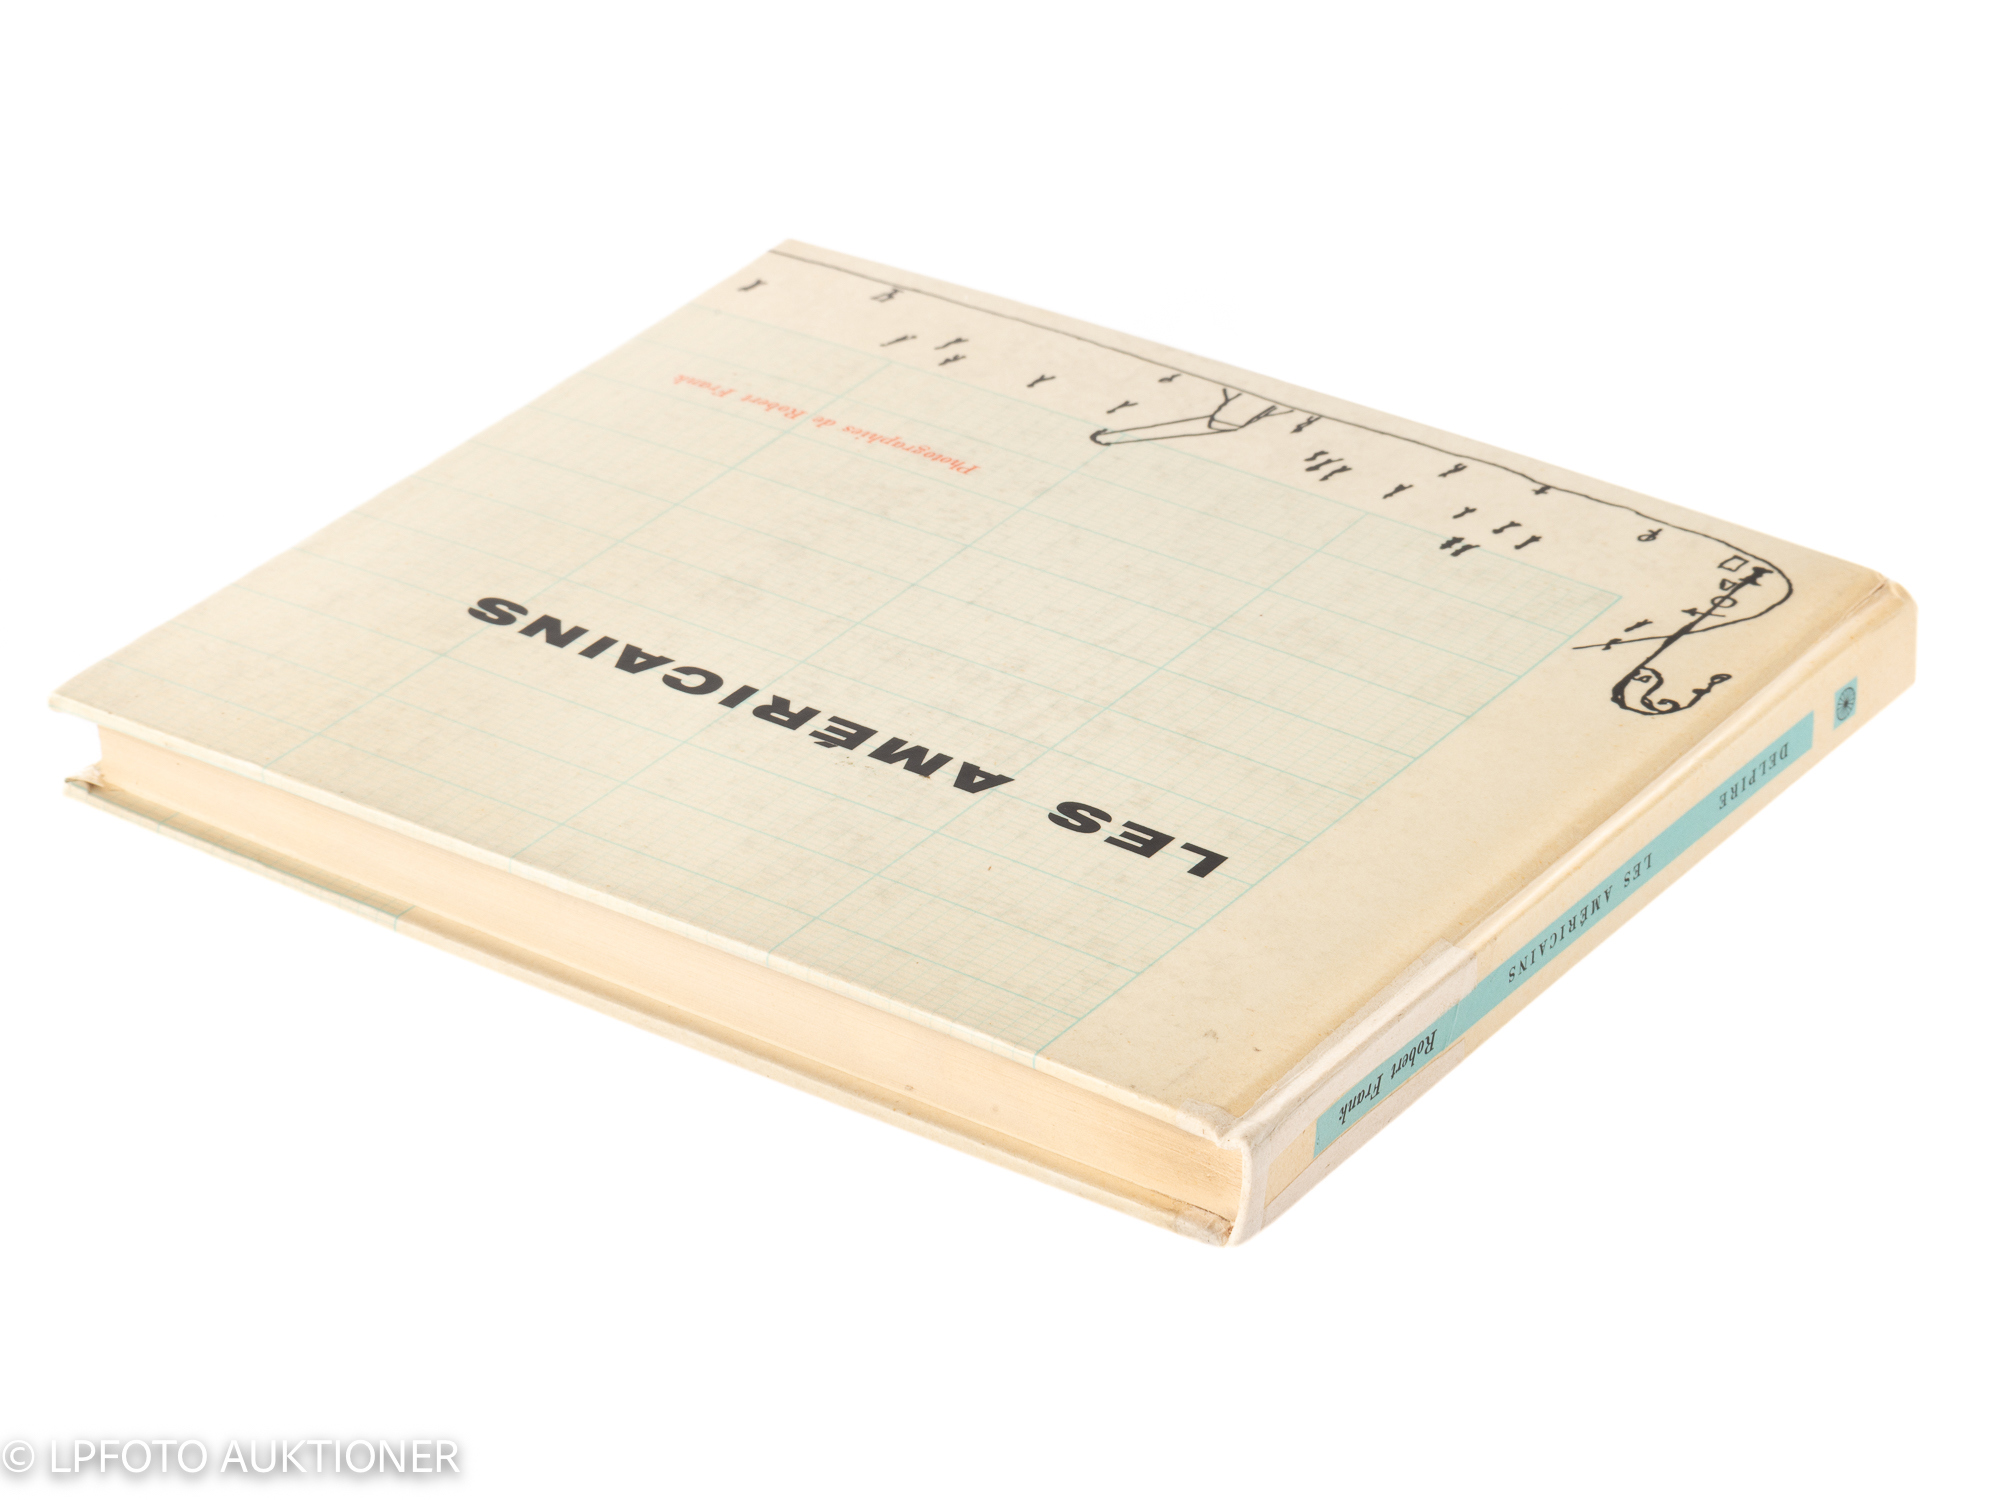 Photographies de Robert Frank
LES AMÉRICAINS
Robert Frank
LES AMÉRICAINS
DELPIRE
© LPFOTO AUKTIONER